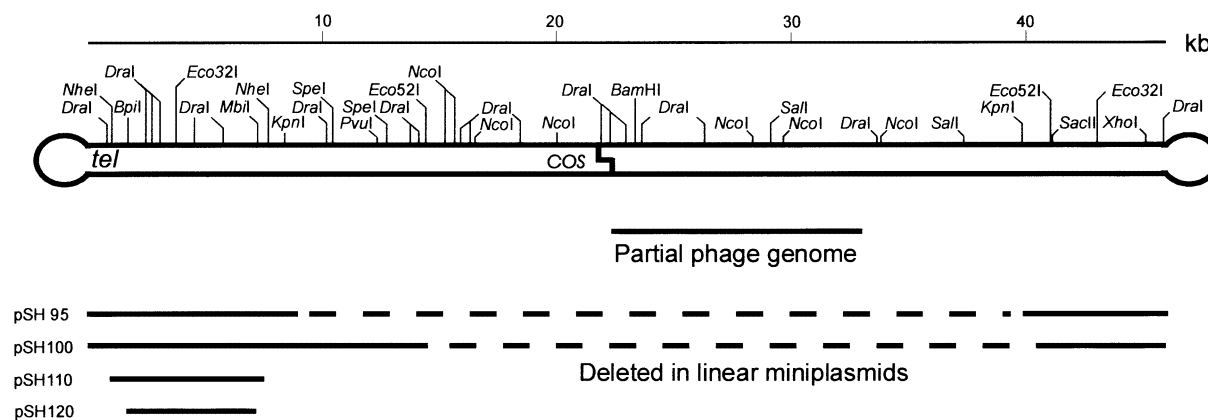 10 20 30 40
kb
DraI Eco32I NcoI
NheI NheI SpeI Eco52I DraI BamHI SalI Eco52I Eco32I
DraI BpiI DraI MbiI DraI SpeI DraI DraI DraI KpnI DraI
KpnI PvuI NcoI NcoI NcoI NcoI DraI NcoI SalI SacII XhoI
tel COS
Partial phage genome
pSH 95
pSH100
Deleted in linear miniplasmids
pSH110
pSH120